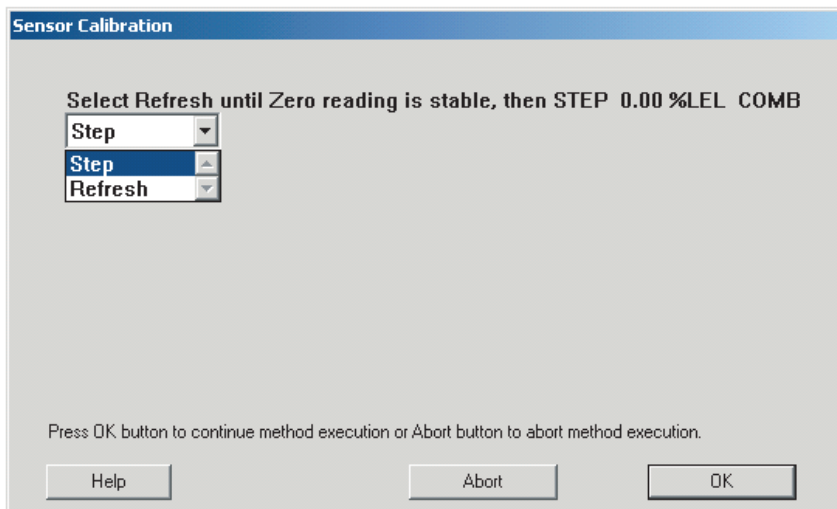 Sensor Calibration
Select Refresh until Zero reading is stable, then STEP 0.00 %LEL COMB
Step
Step
Refresh
Press OK button to continue method execution or Abort button to abort method execution.
Help Abort OK